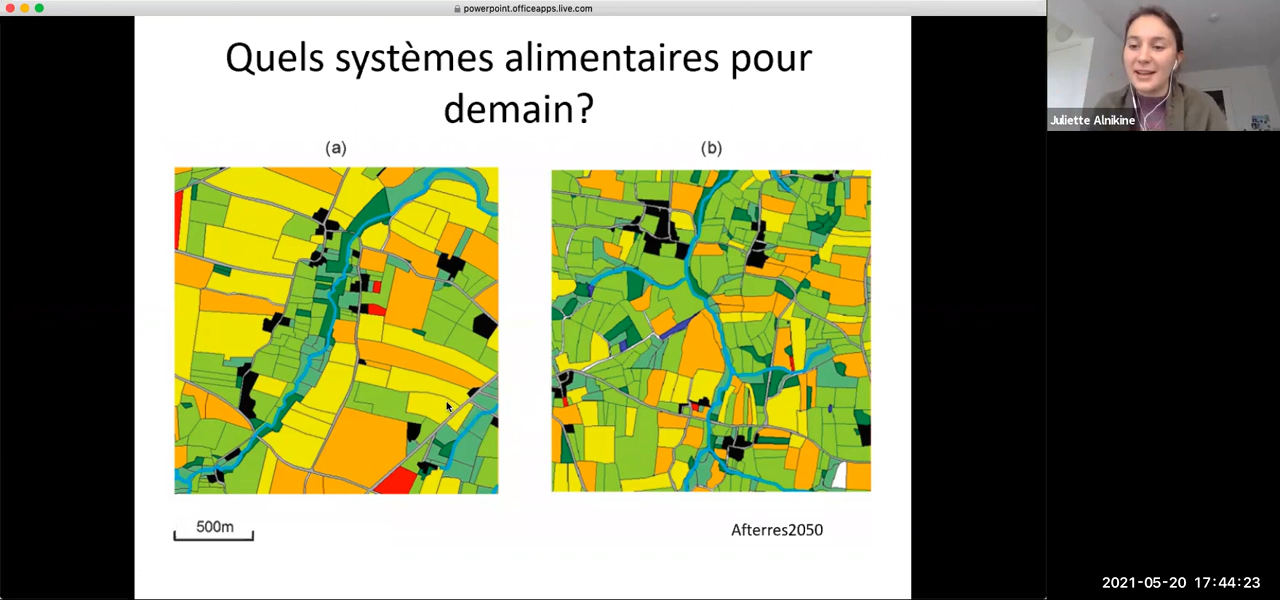 powerpoint.officeapps.live.com
Quels systèmes alimentaires pour
demain?
(a)
(b)
Juliette Alnikine
500m
Afterres2050
2021-05-20 17:44:23